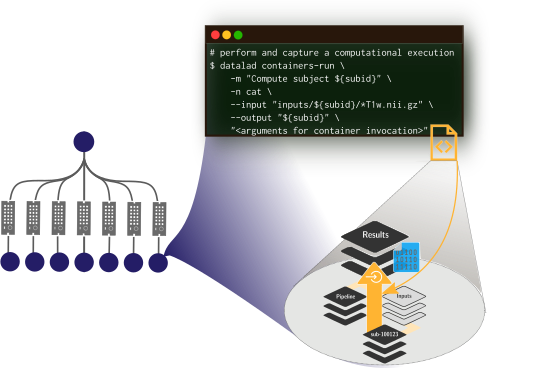 # perform and capture a computational execution
$ datalad containers-run \
-m "Compute subject ${subid}" \
-n cat \
--input "inputs/${subid}/*T1w.nii.gz" \
--output "${subid}" \
"<arguments for container invocation>"
Results
Pipeline
Inputs
sub-100123